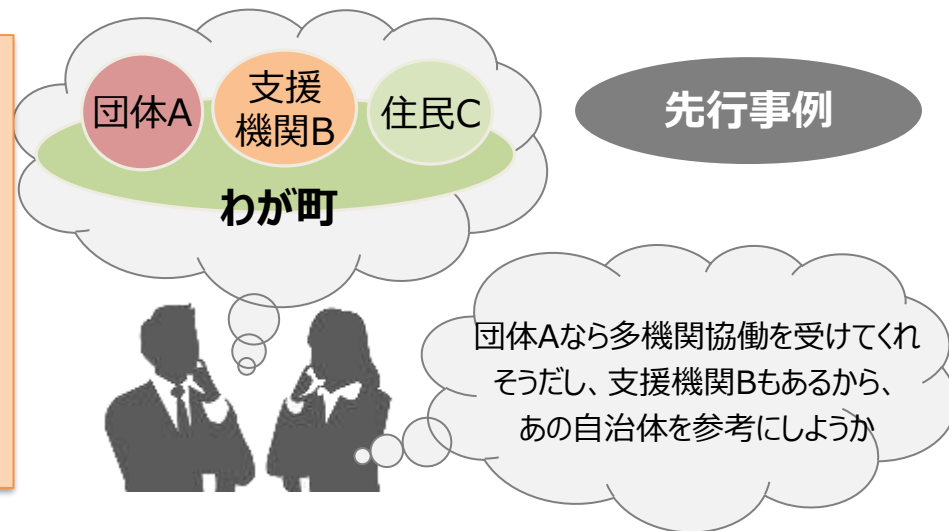 団体A
支援
機関B
住民C
わが町
先行事例
団体Aなら多機関協働を受けてくれ
そうだし、支援機関Bもあるから、
あの自治体を参考にしようか